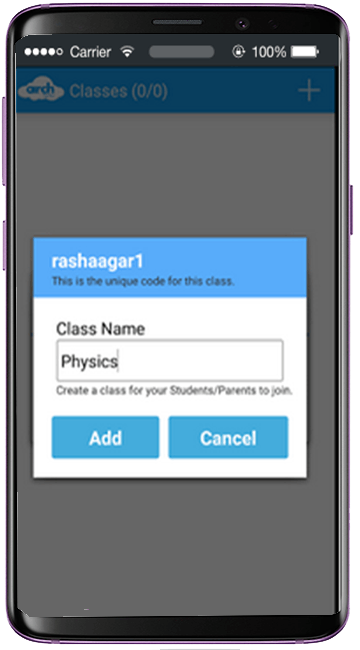 Carrier 100%
arch Classes (0/0) +
rashaagar1
This is the unique code for this class.
Class Name
Physics
Create a class for your Students/Parents to join.
Add Cancel